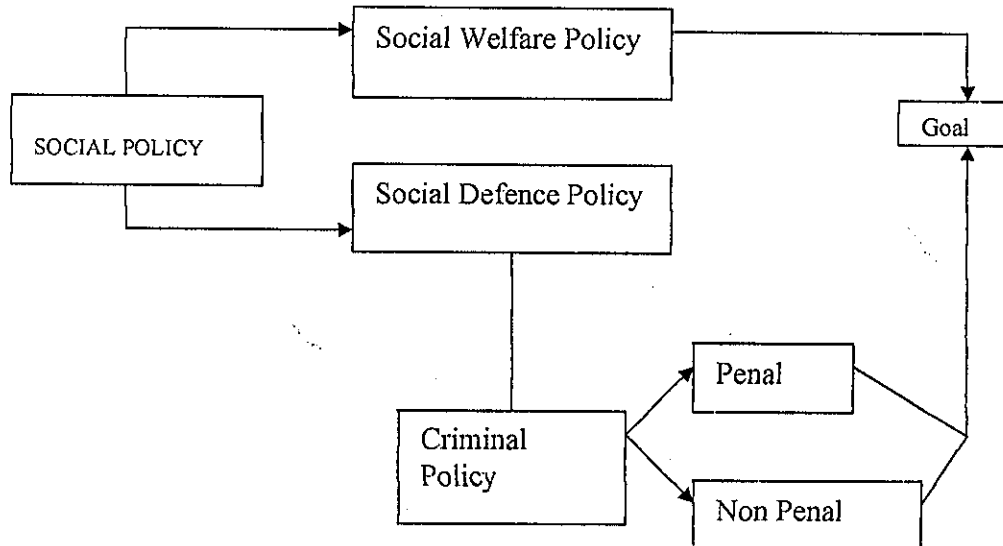 Social Welfare Policy
Goal
SOCIAL POLICY
Social Defence Policy
Penal
Criminal
Policy
Non Penal